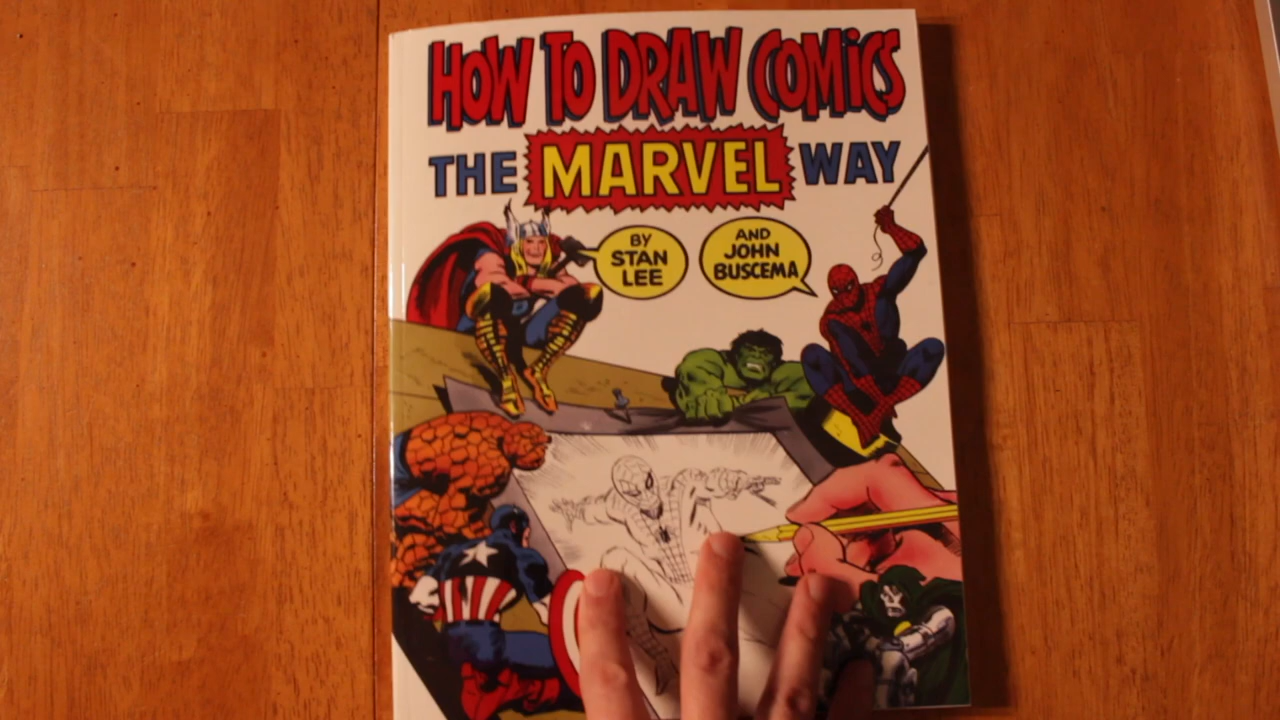 HOW TO DRAW COMICS
THE MARVEL WAY
BY
STAN
LEE
AND
JOHN
BUSCEMA